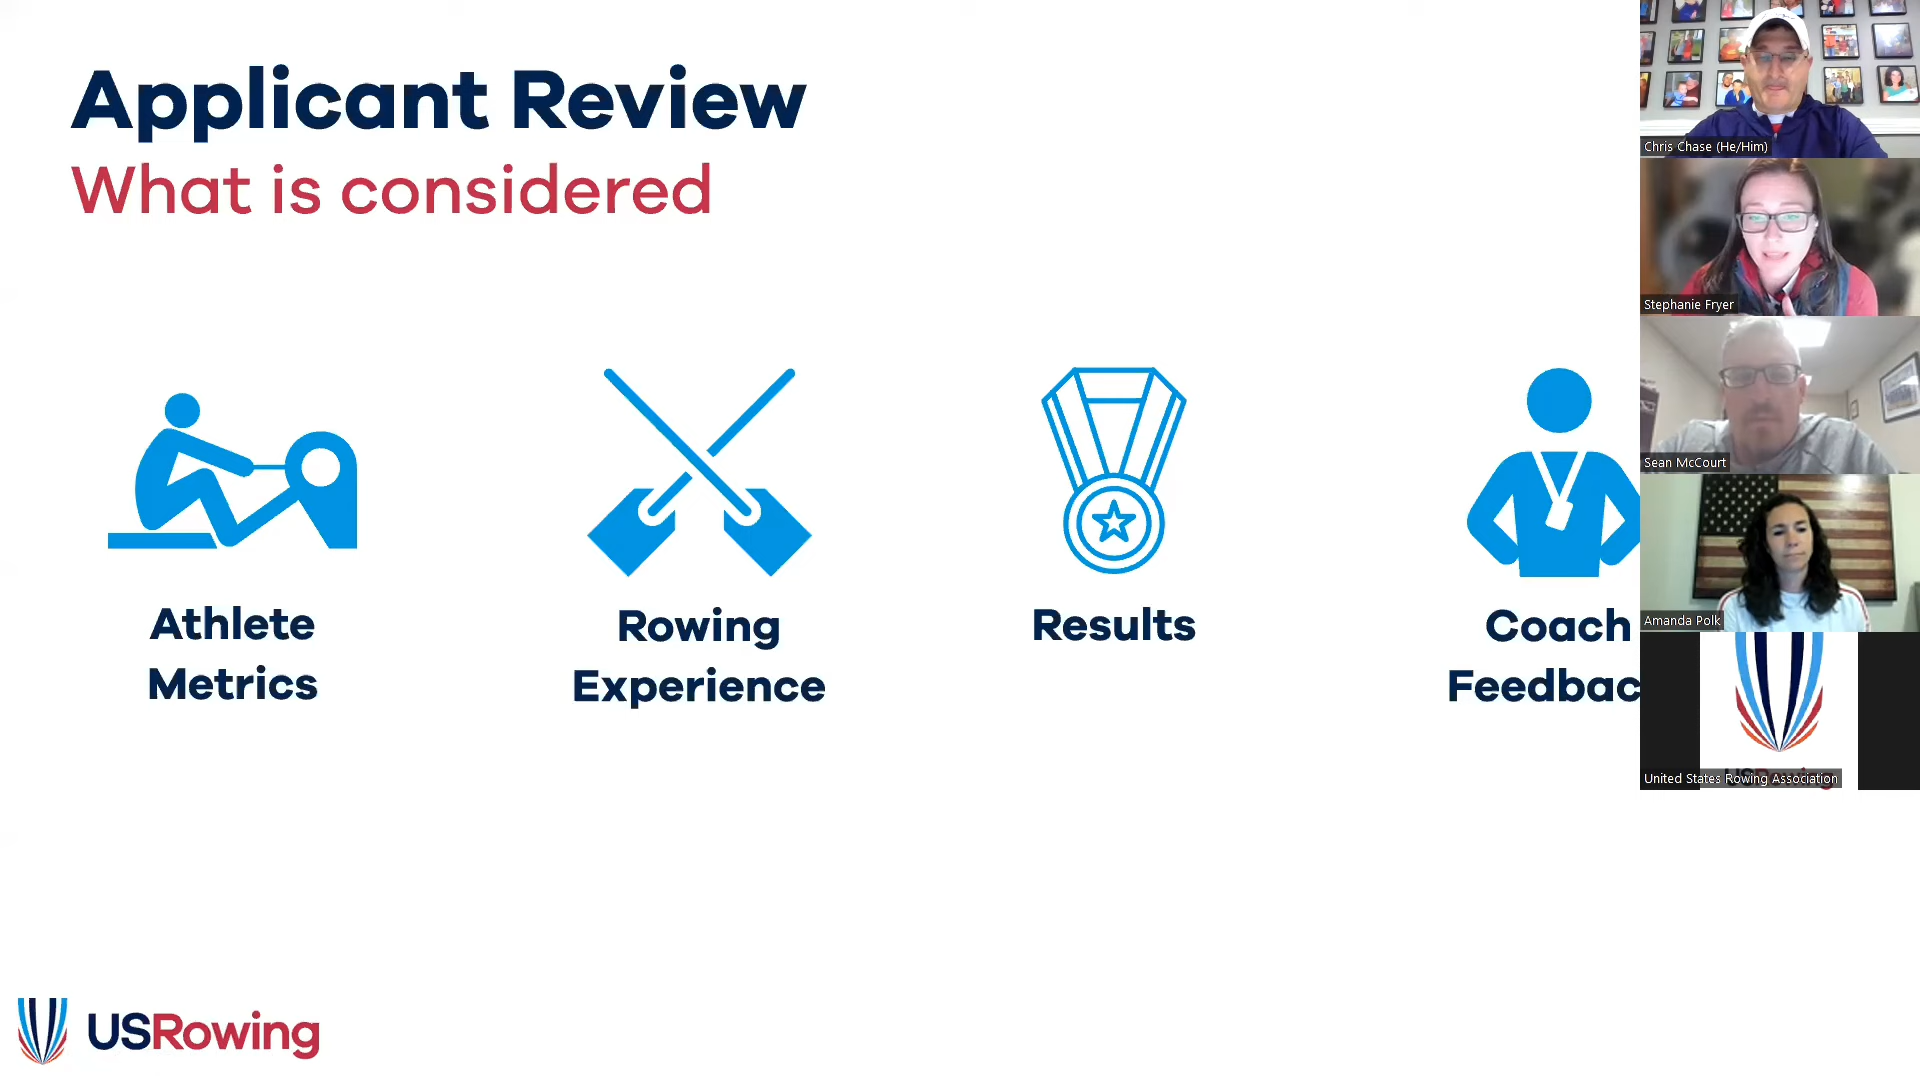 Applicant Review
What is considered
Athlete
Metrics
Rowing
Experience
Results
Coach
Feedbac
USRowing
Chris Chase (He/Him)
Stephanie Fryer
Sean McCourt
Amanda Polk
United States Rowing Association